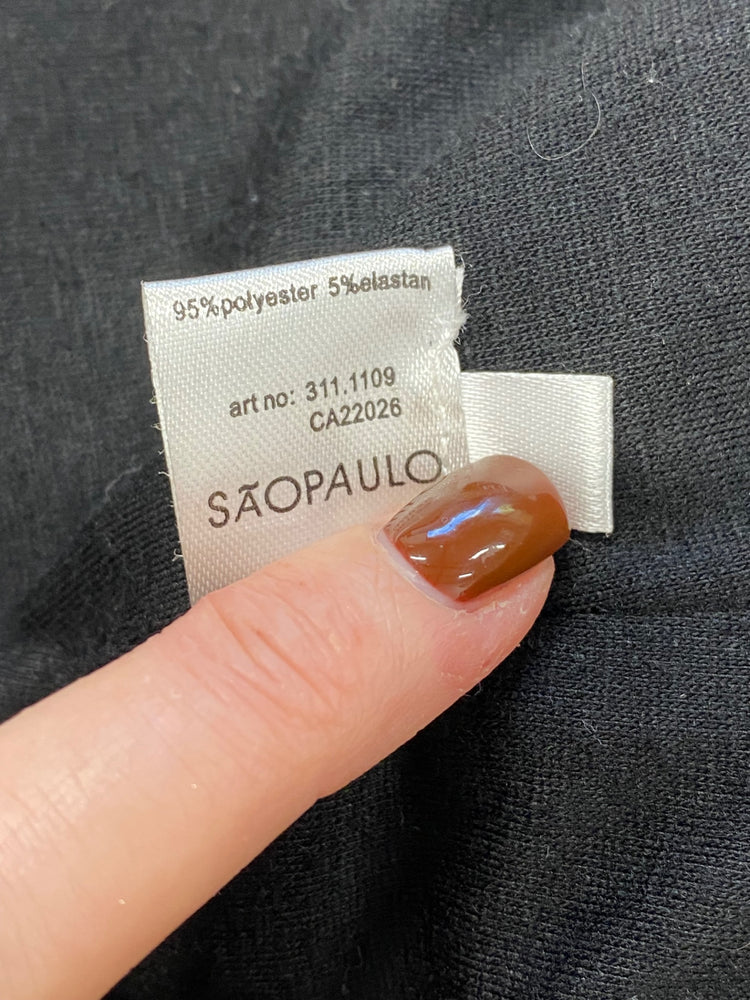 95%polyester 5%elastan
art no: 311.1109
CA22026
SÃOPAULO